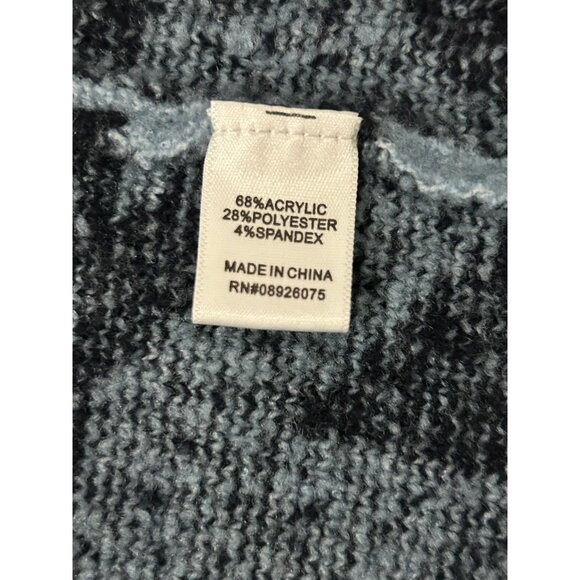 68%ACRYLIC
28%POLYESTER
4%SPANDEX
MADE IN CHINA
RN#08926075